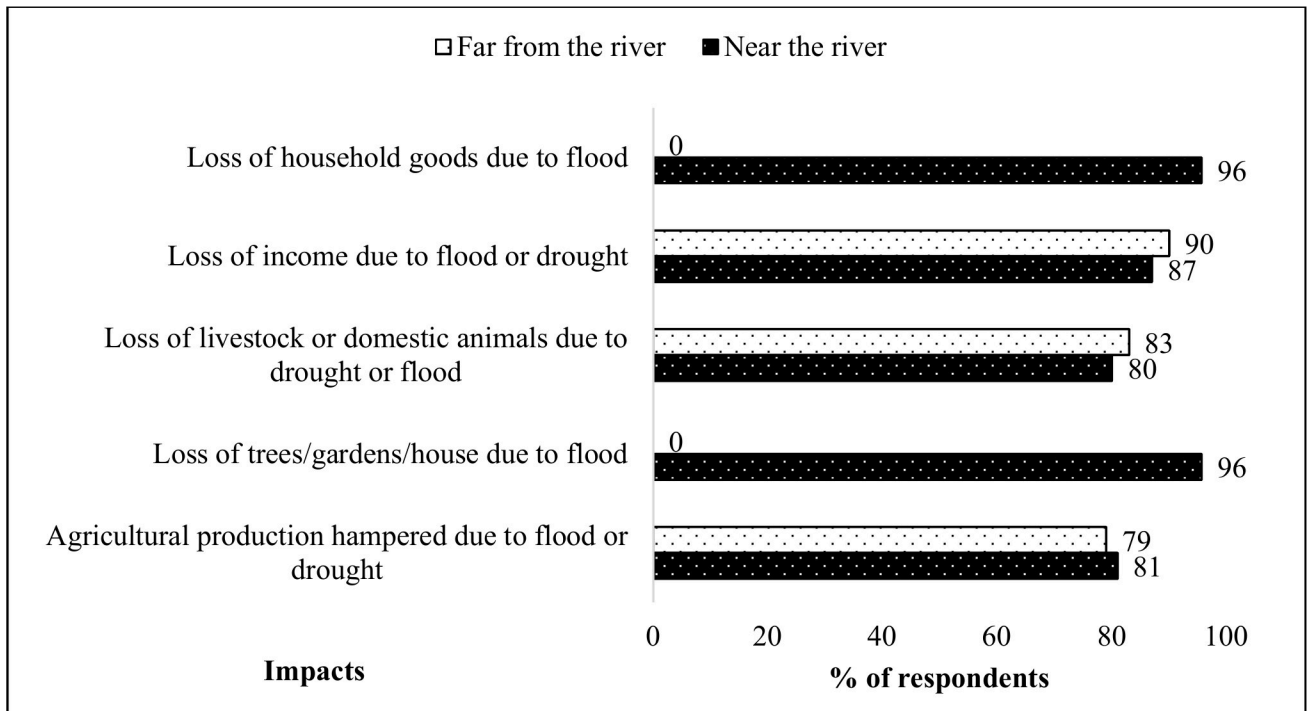 Far from the river Near the river
Loss of household goods due to flood
0
96
Loss of income due to flood or drought
90
87
Loss of livestock or domestic animals due to
drought or flood
83
80
Loss of trees/gardens/house due to flood
0
96
Agricultural production hampered due to flood or
drought
79
81
0 20 40 60 80 100
Impacts
% of respondents